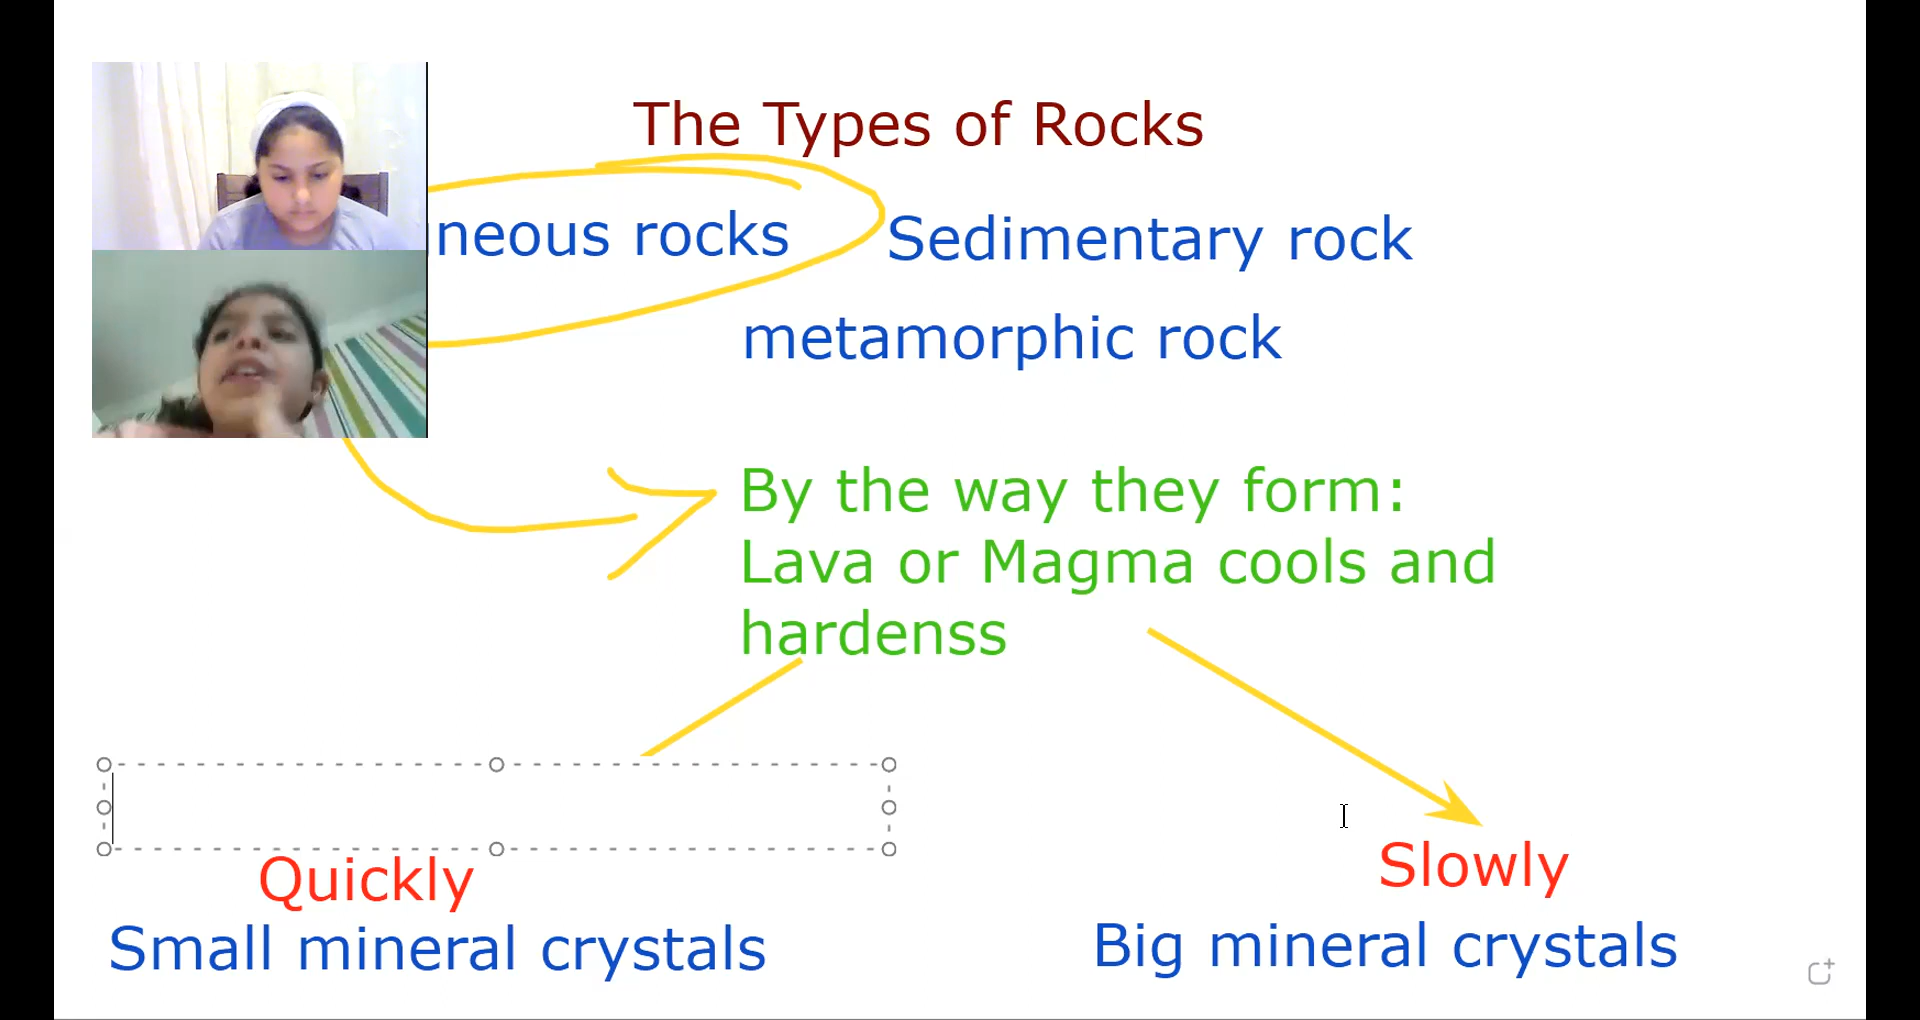 The Types of Rocks
neous rocks
Sedimentary rock
metamorphic rock
By the way they form:
Lava or Magma cools and
hardenss
Quickly
Slowly
Small mineral crystals
Big mineral crystals